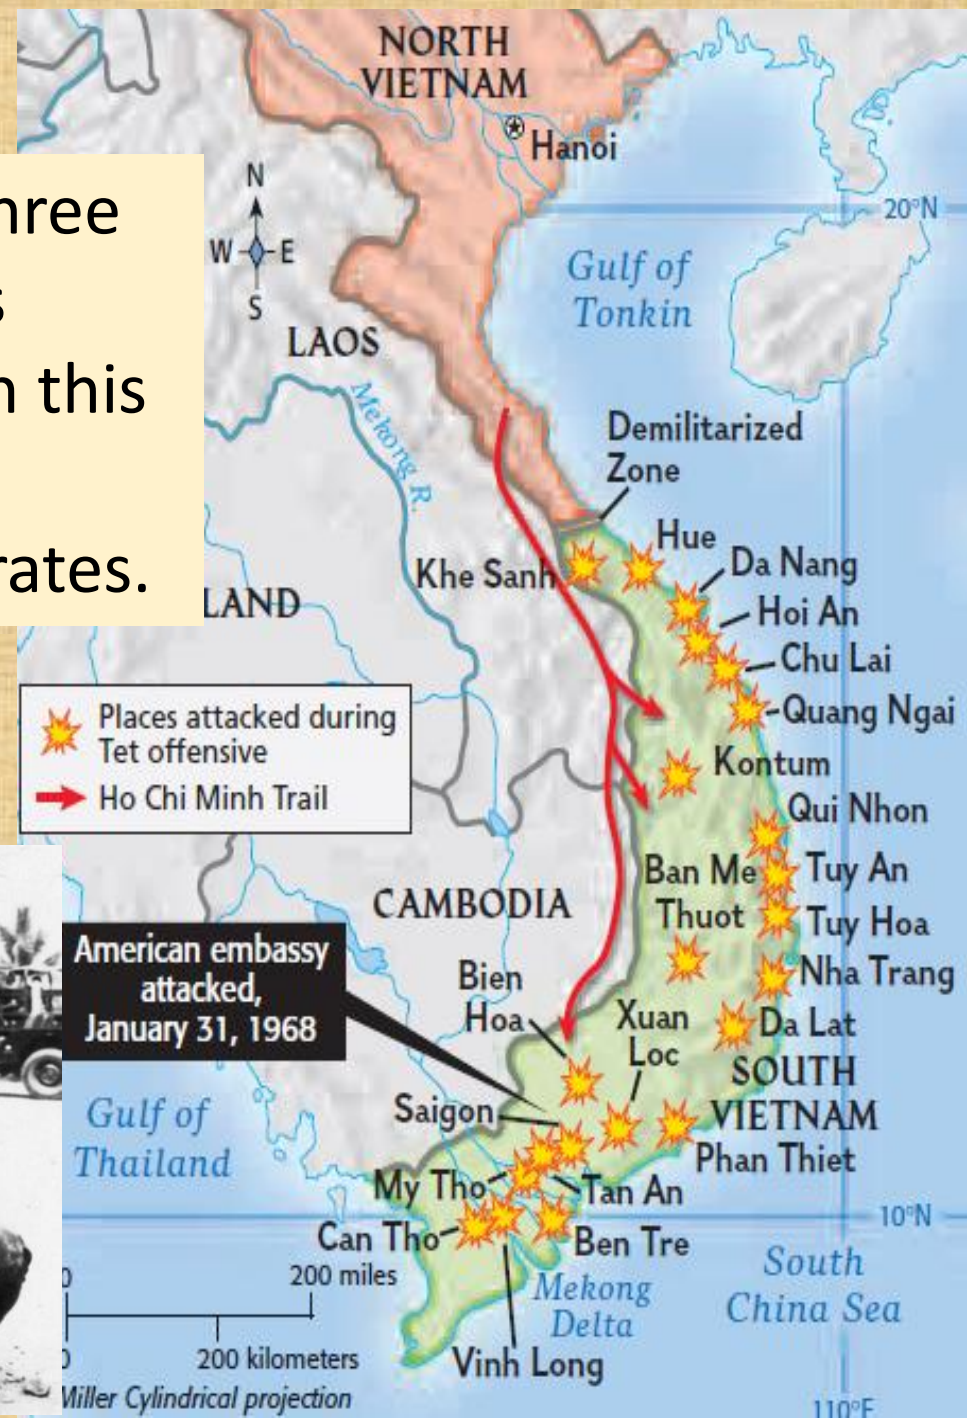 NORTH
VIETNAM
Hanoi
N
W
E
S
20°N
Gulf of
Tonkin
LAOS
Mekong R.
Demilitarized
Zone
Hue
Khe Sanh
Da Nang
Hoi An
Chu Lai
Quang Ngai
Kontum
Qui Nhon
Ban Me
Thuot
Tuy An
Tuy Hoa
Nha Trang
Da Lat
this
rates.
LAND
Places attacked during
Tet offensive
Ho Chi Minh Trail
CAMBODIA
American embassy
attacked,
January 31, 1968
Bien
Hoa
Xuan
Loc
SOUTH
VIETNAM
Saigon
Gulf of
Thailand
Phan Thiet
My Tho
Tan An
Can Tho
Ben Tre
10°N
South
China Sea
Mekong
Delta
Vinh Long
0
200 miles
0
200 kilometers
Miller Cylindrical projection
110°E